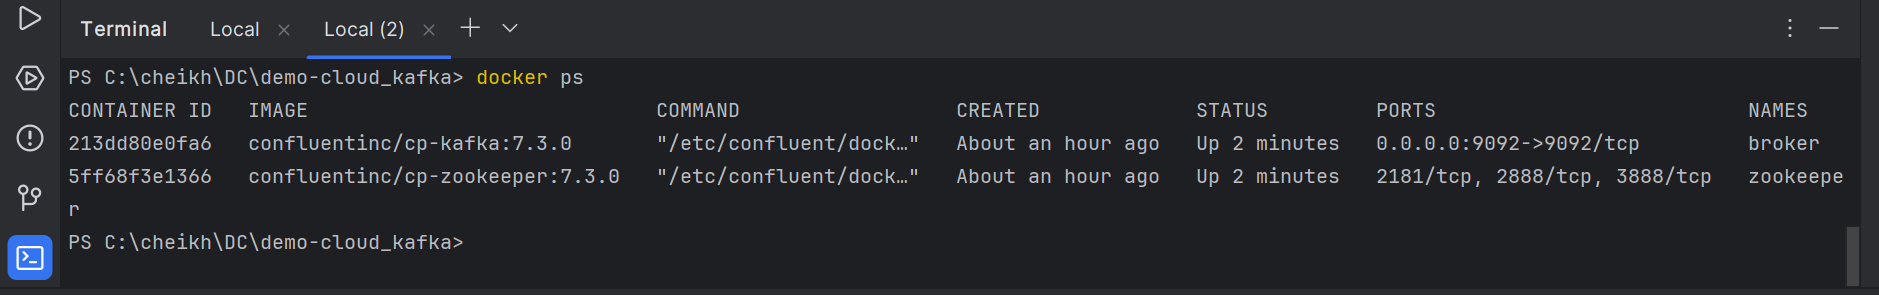 Terminal Local Local (2)
PS C:\cheikh\DC\demo-cloud_kafka> docker ps
CONTAINER ID IMAGE COMMAND CREATED STATUS PORTS NAMES
213dd80e0fa6 confluentinc/cp-kafka:7.3.0 "/etc/confluent/dock…" About an hour ago Up 2 minutes 0.0.0.0:9092->9092/tcp broker
5ff68f3e1366 confluentinc/cp-zookeeper:7.3.0 "/etc/confluent/dock…" About an hour ago Up 2 minutes 2181/tcp, 2888/tcp, 3888/tcp zookeepe
r
PS C:\cheikh\DC\demo-cloud_kafka>